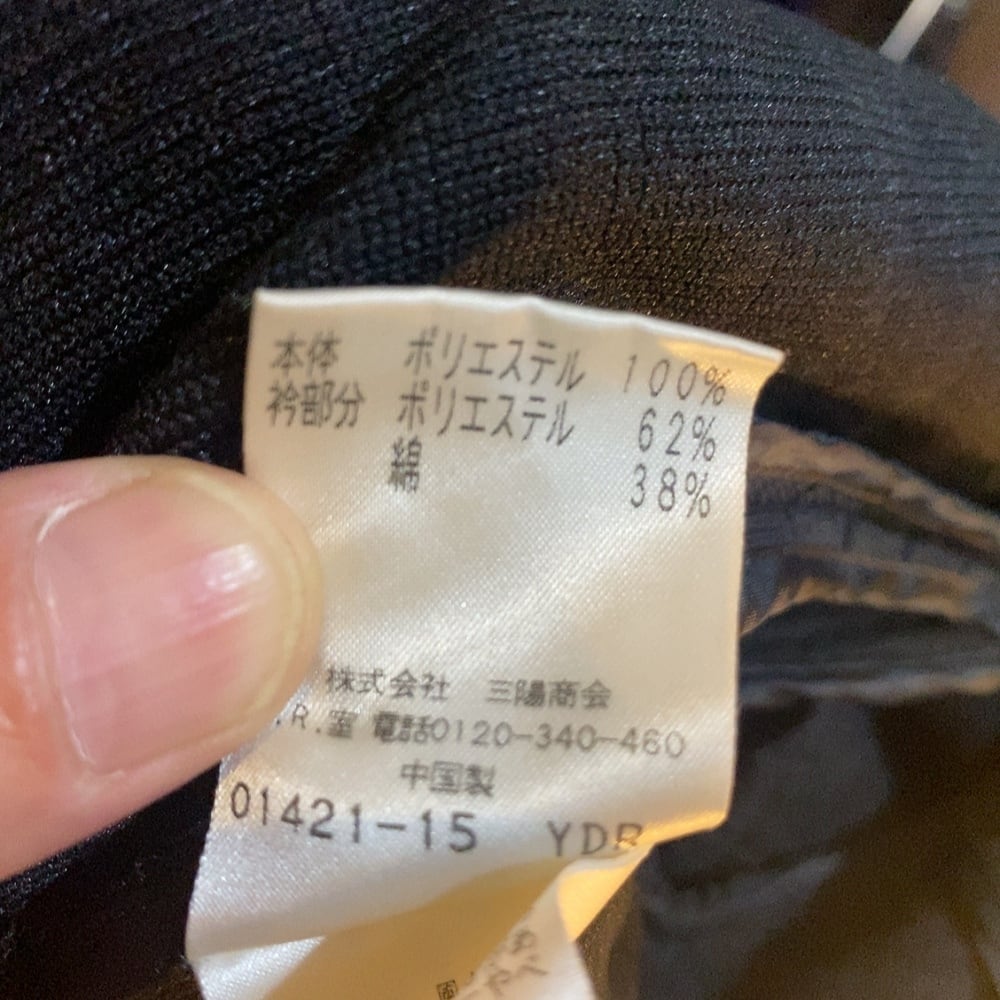 本体 ポリエステル 100%
衿部分 ポリエステル 62%
綿 38%
株式会社 三陽商会
.R.室 電話0120-340-460
中国製
01421-15 YDB